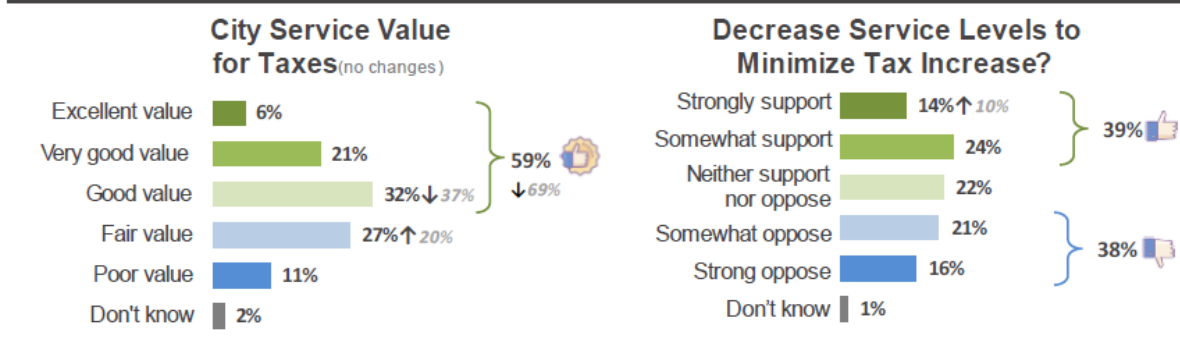 City Service Value
for Taxes(no changes)
Excellent value 6%
Very good value 21%
Good value 32%↓37%
Fair value 27%↑20%
Poor value 11%
Don't know 2%
59%
↓69%
Decrease Service Levels to
Minimize Tax Increase?
Strongly support 14%↑10%
Somewhat support 24%
Neither support
nor oppose 22%
Somewhat oppose 21%
Strong oppose 16%
Don't know 1%
39%
38%